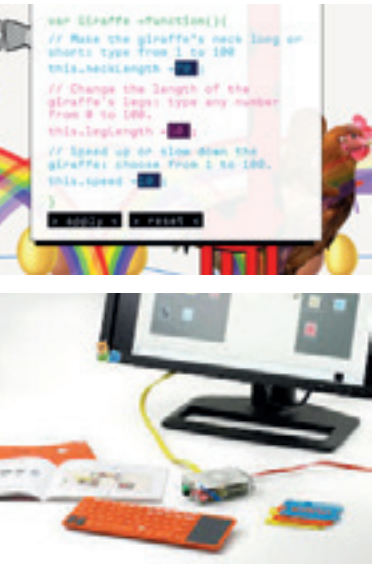 var Giraffe =function(){
// Make the giraffe's neck long or
short: type from 1 to 100
this.neckLength =
// Change the length of the
giraffe's legs: type any number
from 0 to 100.
this.legLength =
// Speed up or slow down the
giraffe: choose from 1 to 100.
this.speed =
}
> apply < > reset <